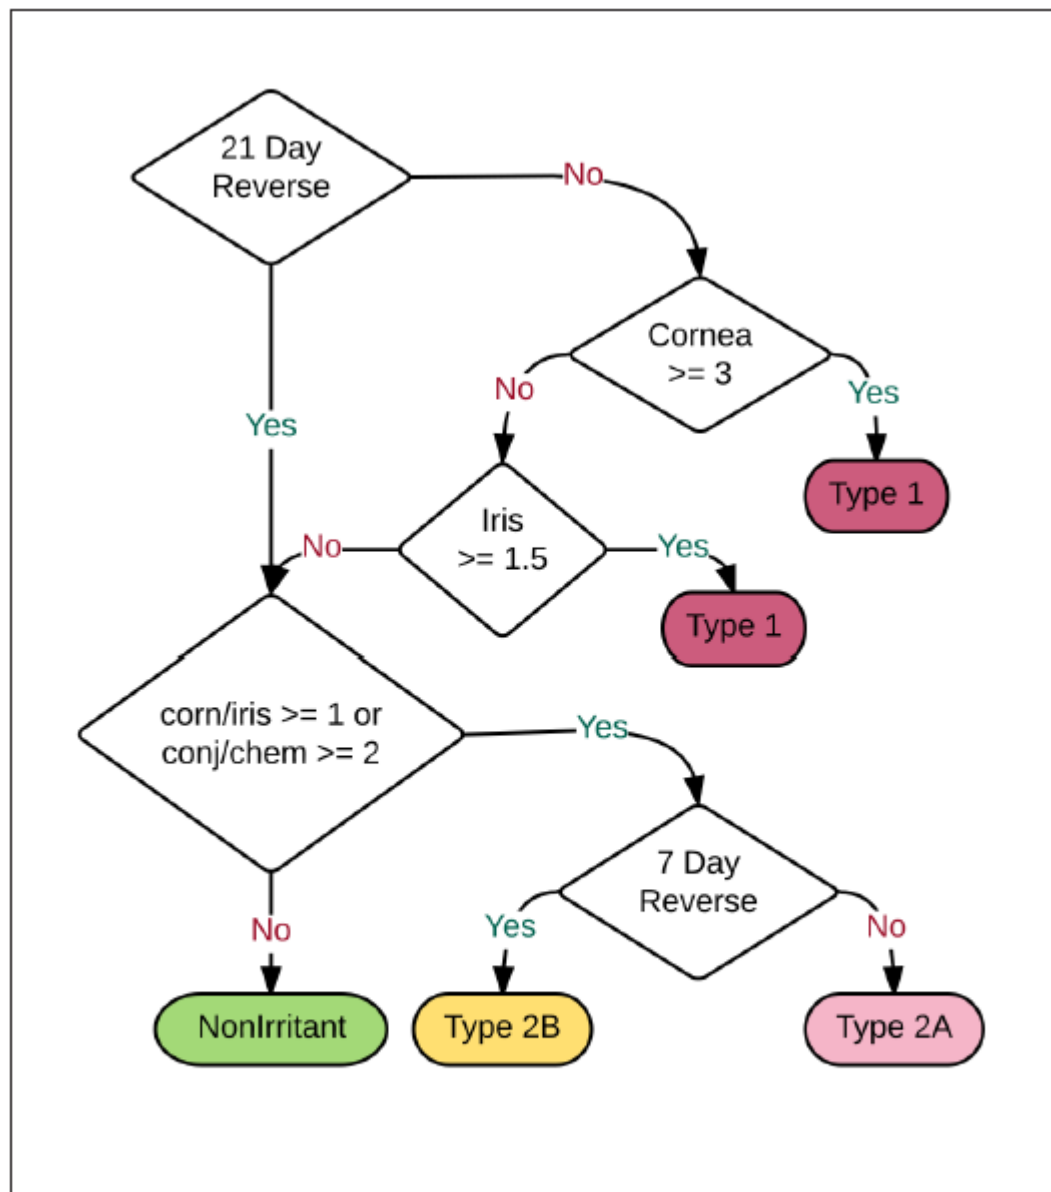 21 Day
Reverse
No
Cornea
>= 3
No
Yes
Yes
Type 1
Iris
>= 1.5
No
Yes
Type 1
corn/iris >= 1 or
conj/chem >= 2
Yes
7 Day
Reverse
No
Yes
No
NonIrritant
Type 2B
Type 2A